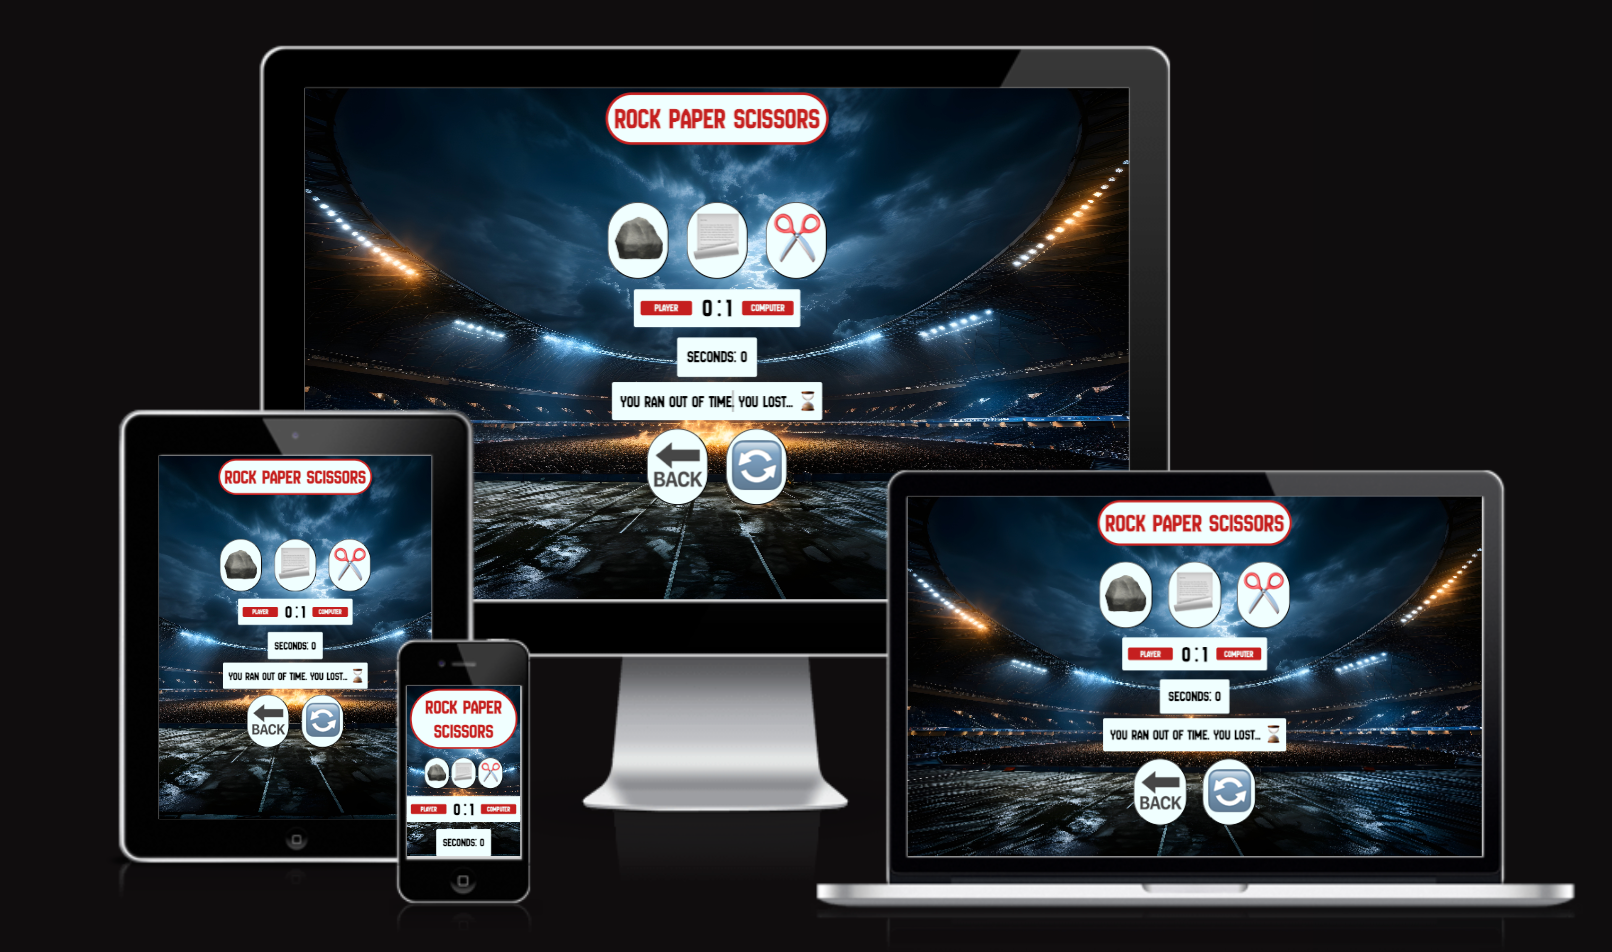 ROCK PAPER SCISSORS
PLAYER 0:1 COMPUTER
SECONDS: 0
YOU RAN OUT OF TIME. YOU LOST... ⏳
BACK
ROCK PAPER SCISSORS
PLAYER 0:1 COMPUTER
SECONDS: 0
YOU RAN OUT OF TIME. YOU LOST... ⏳
BACK
ROCK PAPER
SCISSORS
PLAYER 0:1 COMPUTER
SECONDS: 0
ROCK PAPER SCISSORS
PLAYER 0:1 COMPUTER
SECONDS: 0
YOU RAN OUT OF TIME. YOU LOST... ⏳
BACK